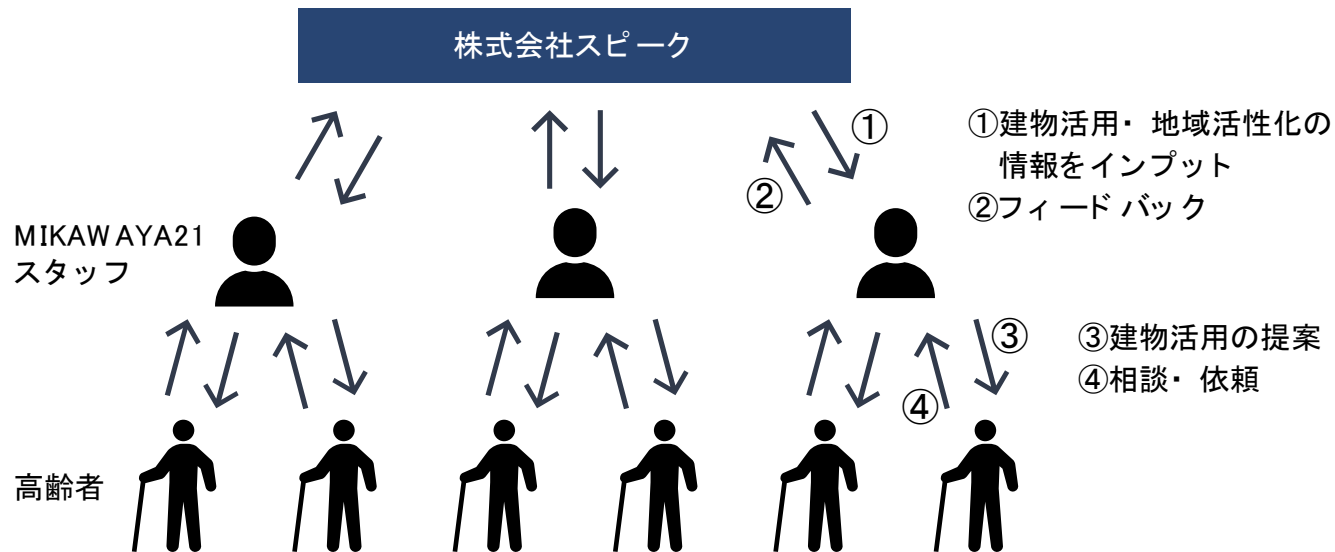 株式会社スピーク
①
②
①建物活用・地域活性化の
情報をインプット
②フィードバック
MIKAWAYA21
スタッフ
③
④
③建物活用の提案
④相談・依頼
高齢者